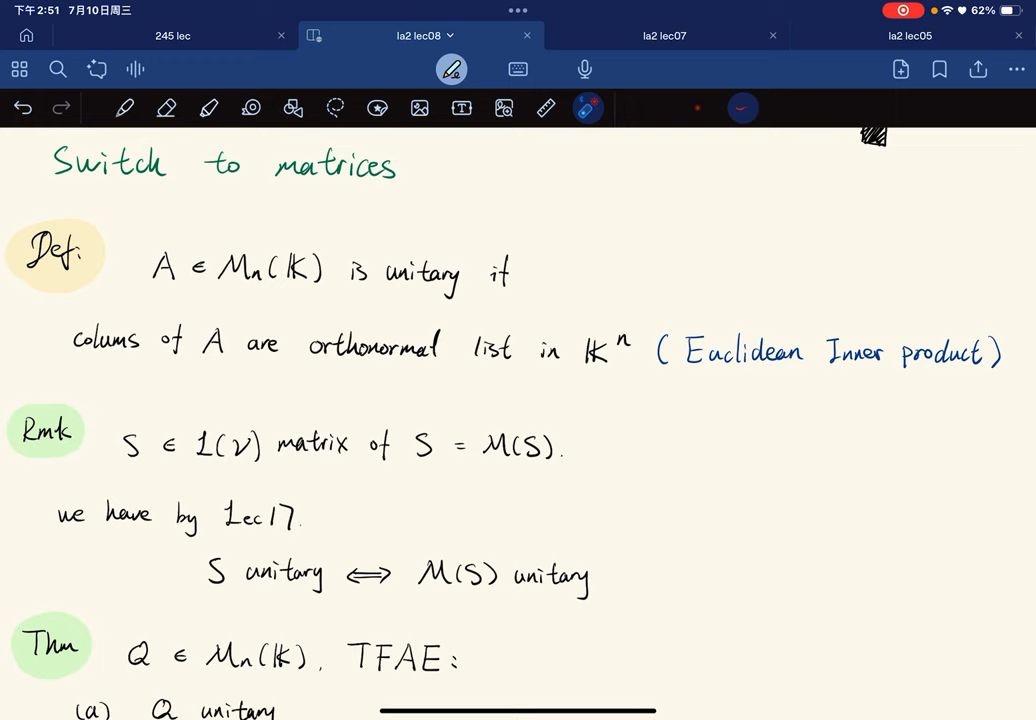 下午2:51 7月10日周三
62%
245 lec
la2 lec08
la2 lec07
la2 lec05
Switch to matrices
Def:
A ∈ Mn(𝕂) is unitary if
colums of A are orthonormal list in 𝕂ⁿ (Euclidean Inner product)
Rmk
S ∈ L(V) matrix of S = M(S).
we have by Lec17.
S unitary ⟺ M(S) unitary
Thm
Q ∈ Mn(𝕂). TFAE:
(a) Q unitary